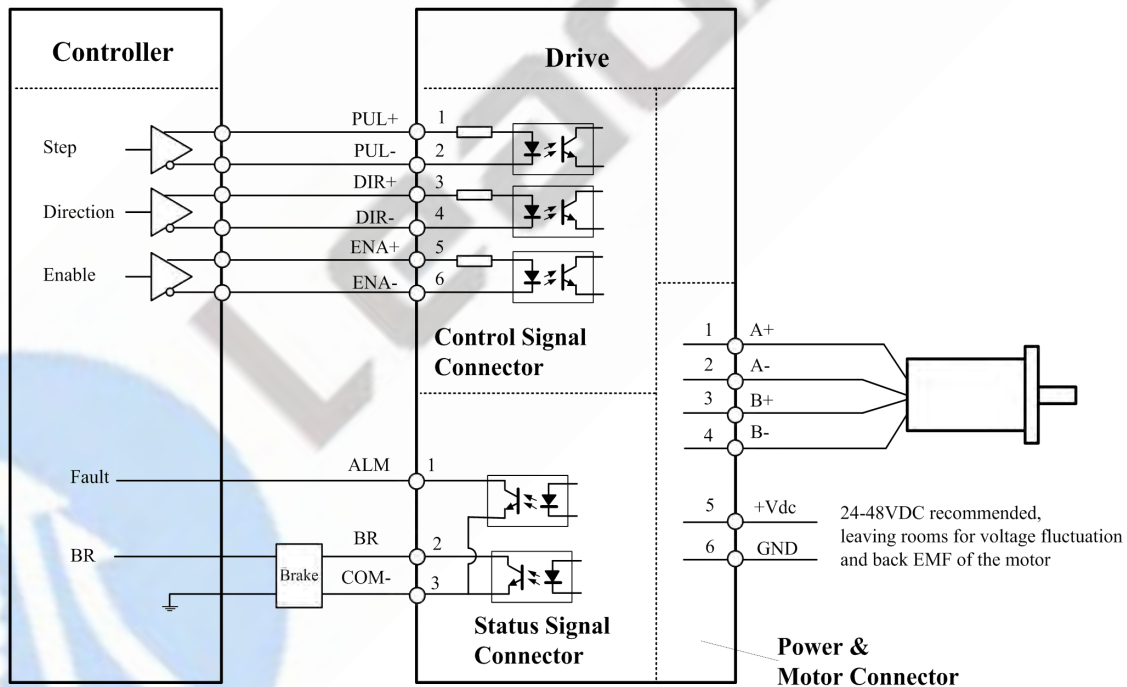 Controller
Drive
Step
PUL+
1
PUL-
2
Direction
DIR+
3
DIR-
4
Enable
ENA+
5
ENA-
6
Control Signal
Connector
1
A+
2
A-
3
B+
4
B-
Fault
ALM
1
BR
BR
2
Brake
COM-
3
Status Signal
Connector
5
+Vdc
6
GND
24-48VDC recommended,
leaving rooms for voltage fluctuation
and back EMF of the motor
Power &
Motor Connector